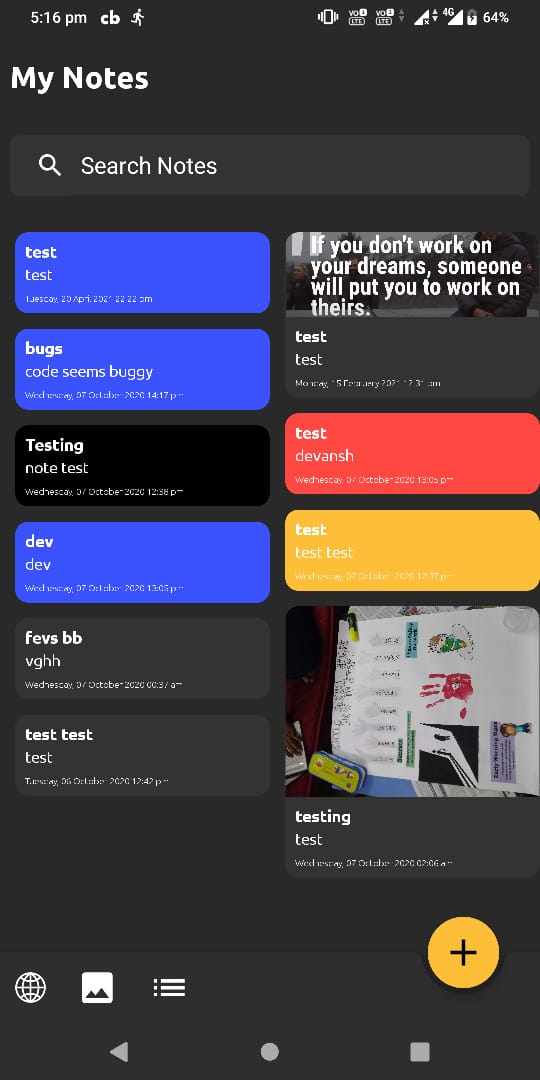 5:16 pm cb
VO 1 LTE VO 2 LTE 4G 64%
My Notes
Search Notes
test
test
Tuesday, 20 April 2021 22:22 pm
bugs
code seems buggy
Wednesday, 07 October 2020 14:17 pm
Testing
note test
Wednesday, 07 October 2020 12:38 pm
dev
dev
Wednesday, 07 October 2020 13:05 pm
fevs bb
vghh
Wednesday, 07 October 2020 00:37 am
test test
test
Tuesday, 06 October 2020 12:42 pm
If you don't work on
your dreams, someone
will put you to work on
theirs.
test
test
Monday, 15 February 2021 12:31 pm
test
devansh
Wednesday, 07 October 2020 13:05 pm
test
test test
Wednesday, 07 October 2020 12:37 pm
Early Warning Signs
testing
test
Wednesday, 07 October 2020 02:06 am